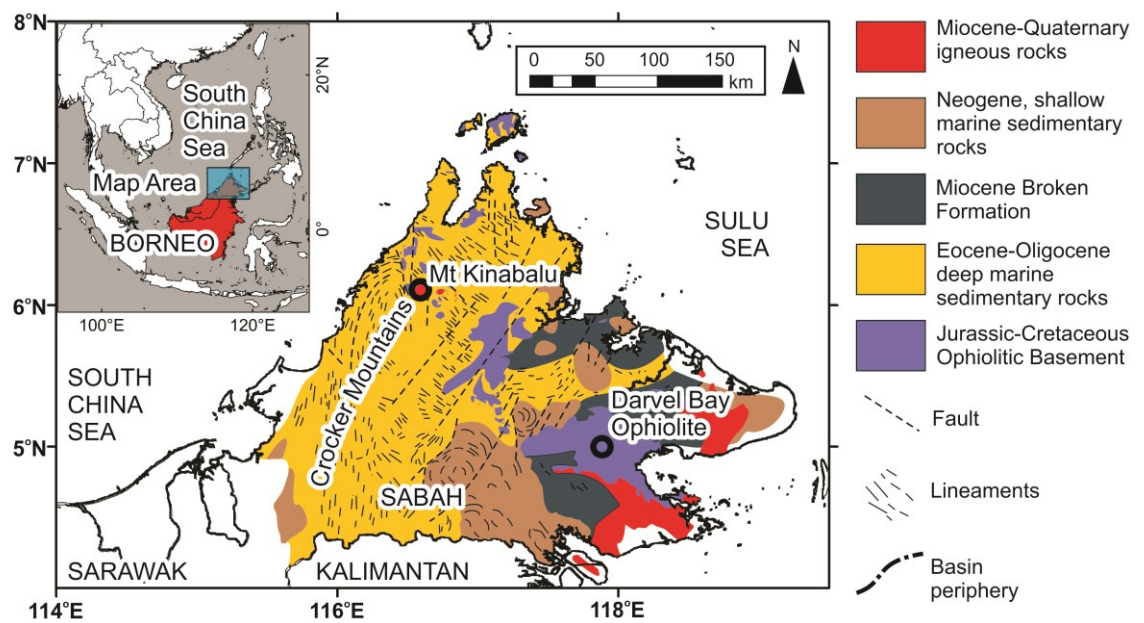 8°N
7°N
6°N
5°N
114°E
116°E
118°E
South
China
Sea
Map Area
BORNEO
20°N
0°
100°E
120°E
0 50 100 150
km
N
SULU
SEA
Mt Kinabalu
Crocker Mountains
SOUTH
CHINA
SEA
Darvel Bay
Ophiolite
SABAH
SARAWAK
KALIMANTAN
Miocene-Quaternary
igneous rocks
Neogene, shallow
marine sedimentary
rocks
Miocene Broken
Formation
Eocene-Oligocene
deep marine
sedimentary rocks
Jurassic-Cretaceous
Ophiolitic Basement
Fault
Lineaments
Basin
periphery